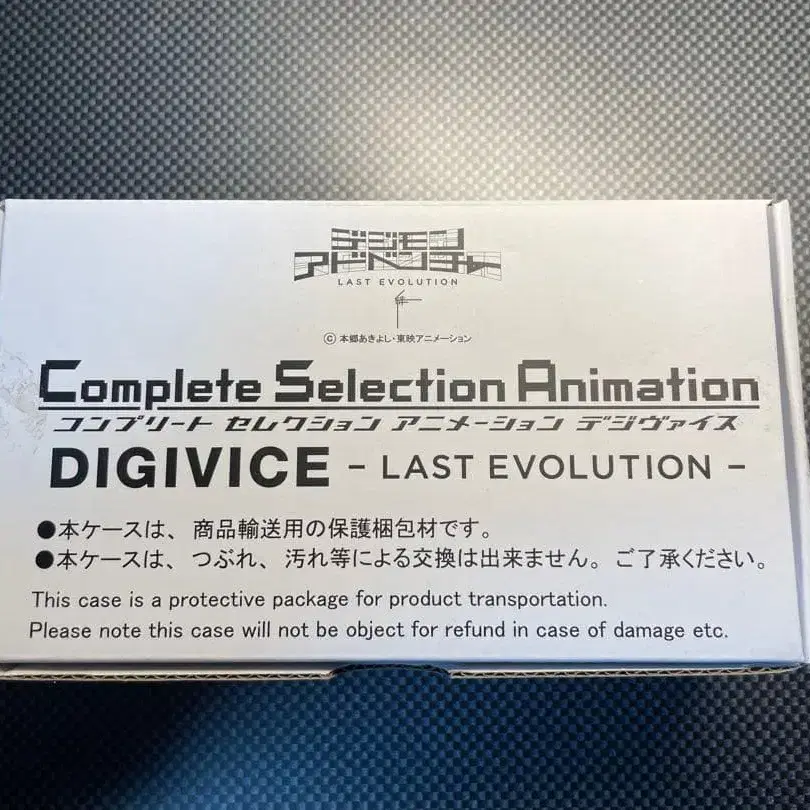 デジモン
アドベンチャー
LAST EVOLUTION
絆
© 本郷あきよし・東映アニメーション
Complete Selection Animation
コンプリート セレクション アニメーション デジヴァイス
DIGIVICE - LAST EVOLUTION -
●本ケースは、商品輸送用の保護梱包材です。
●本ケースは、つぶれ、汚れ等による交換は出来ません。ご了承ください。
This case is a protective package for product transportation.
Please note this case will not be object for refund in case of damage etc.